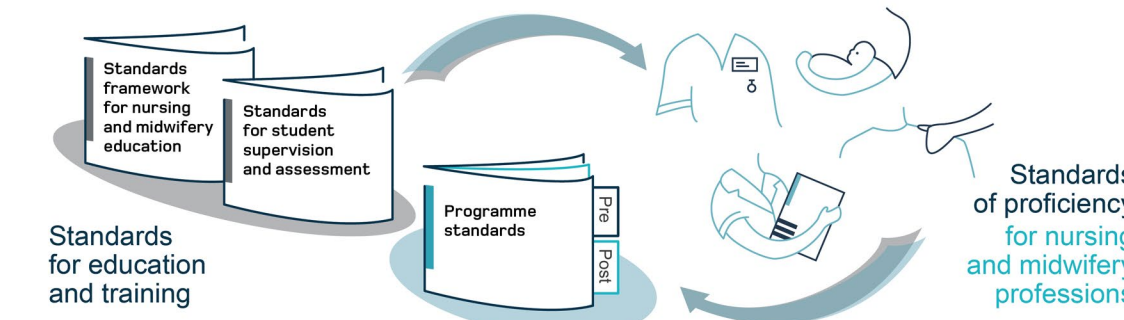 Standards
framework
for nursing
and midwifery
education
Standards
for student
supervision
and assessment
Programme
standards
Pre
Post
Standards
for education
and training
Standards
of proficiency
for nursing
and midwifery
professions